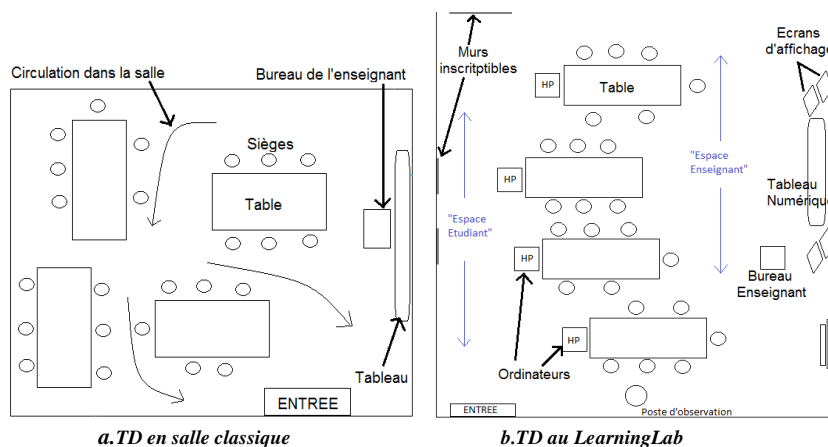 Circulation dans la salle
Bureau de l'enseignant
Sièges
Table
Tableau
ENTREE
a.TD en salle classique
Murs
inscritptibles
Ecrans
d'affichage
HP
Table
HP
"Espace
Enseignant"
Tableau
Numérique
"Espace
Etudiant"
HP
Bureau
Enseignant
HP
Ordinateurs
ENTREE
Poste d'observation
b.TD au LearningLab